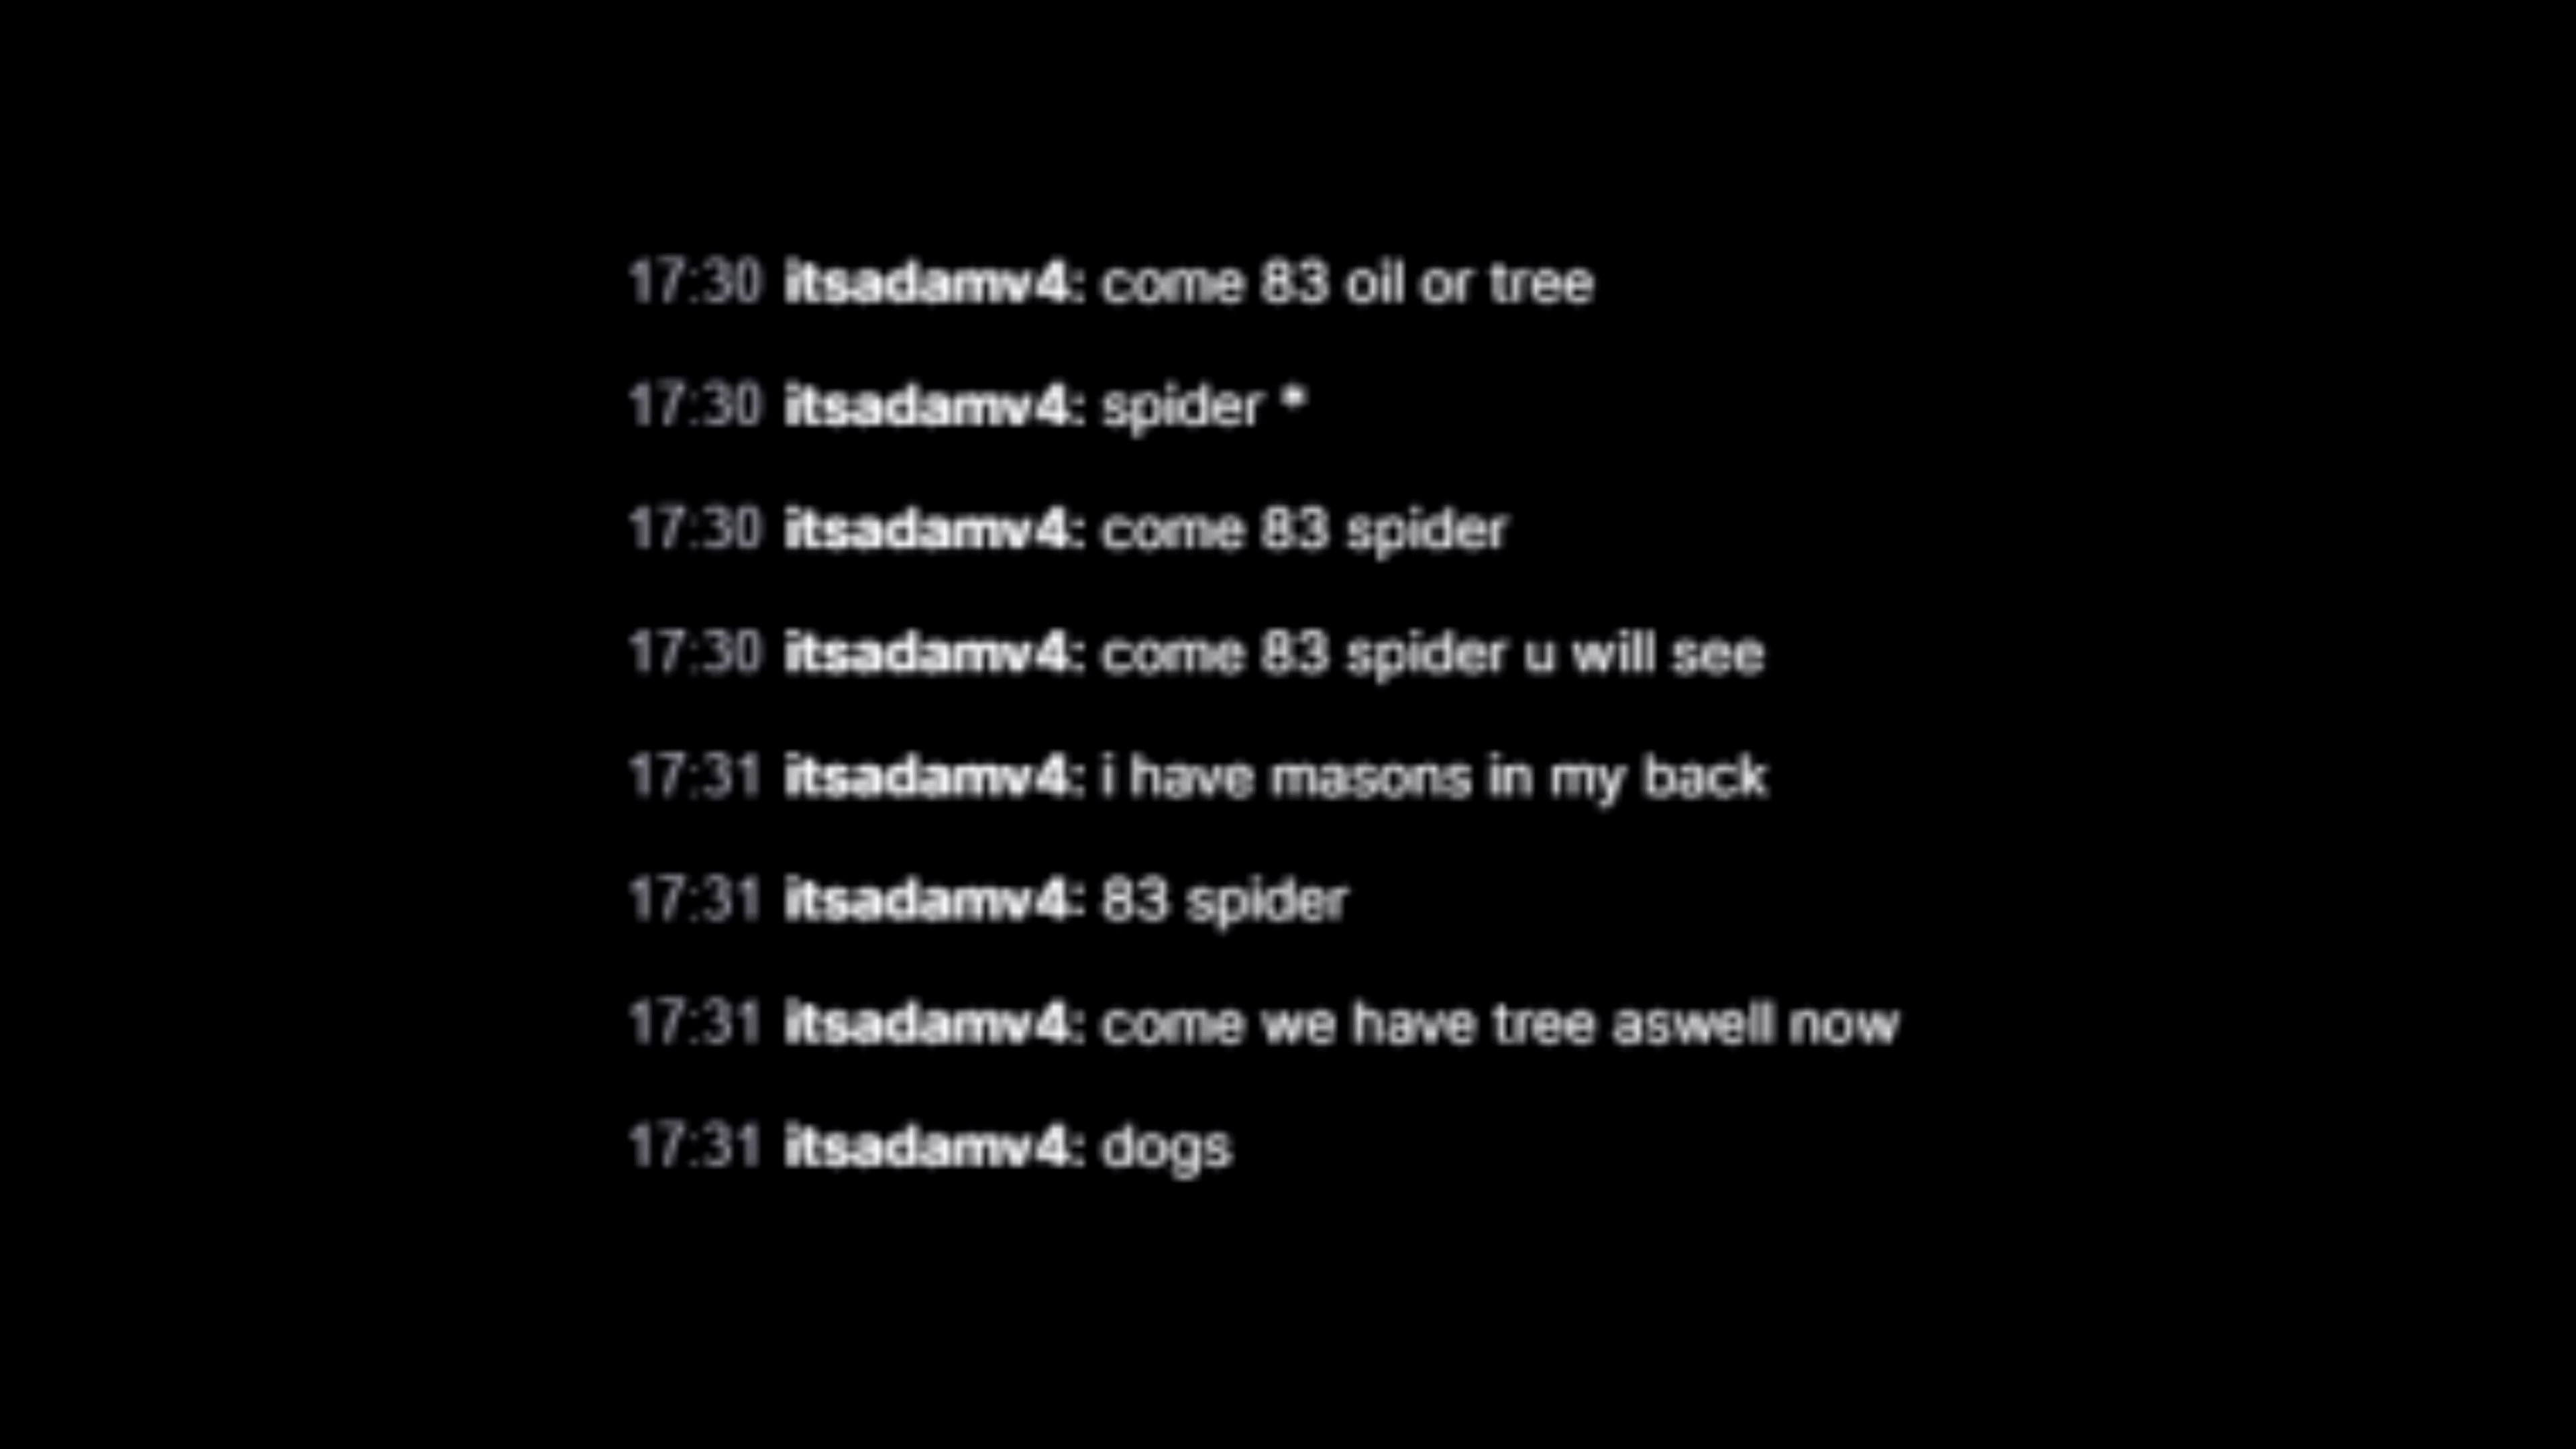 17:30 itsadamv4: come 83 oil or tree
17:30 itsadamv4: spider *
17:30 itsadamv4: come 83 spider
17:30 itsadamv4: come 83 spider u will see
17:31 itsadamv4: i have masons in my back
17:31 itsadamv4: 83 spider
17:31 itsadamv4: come we have tree aswell now
17:31 itsadamv4: dogs